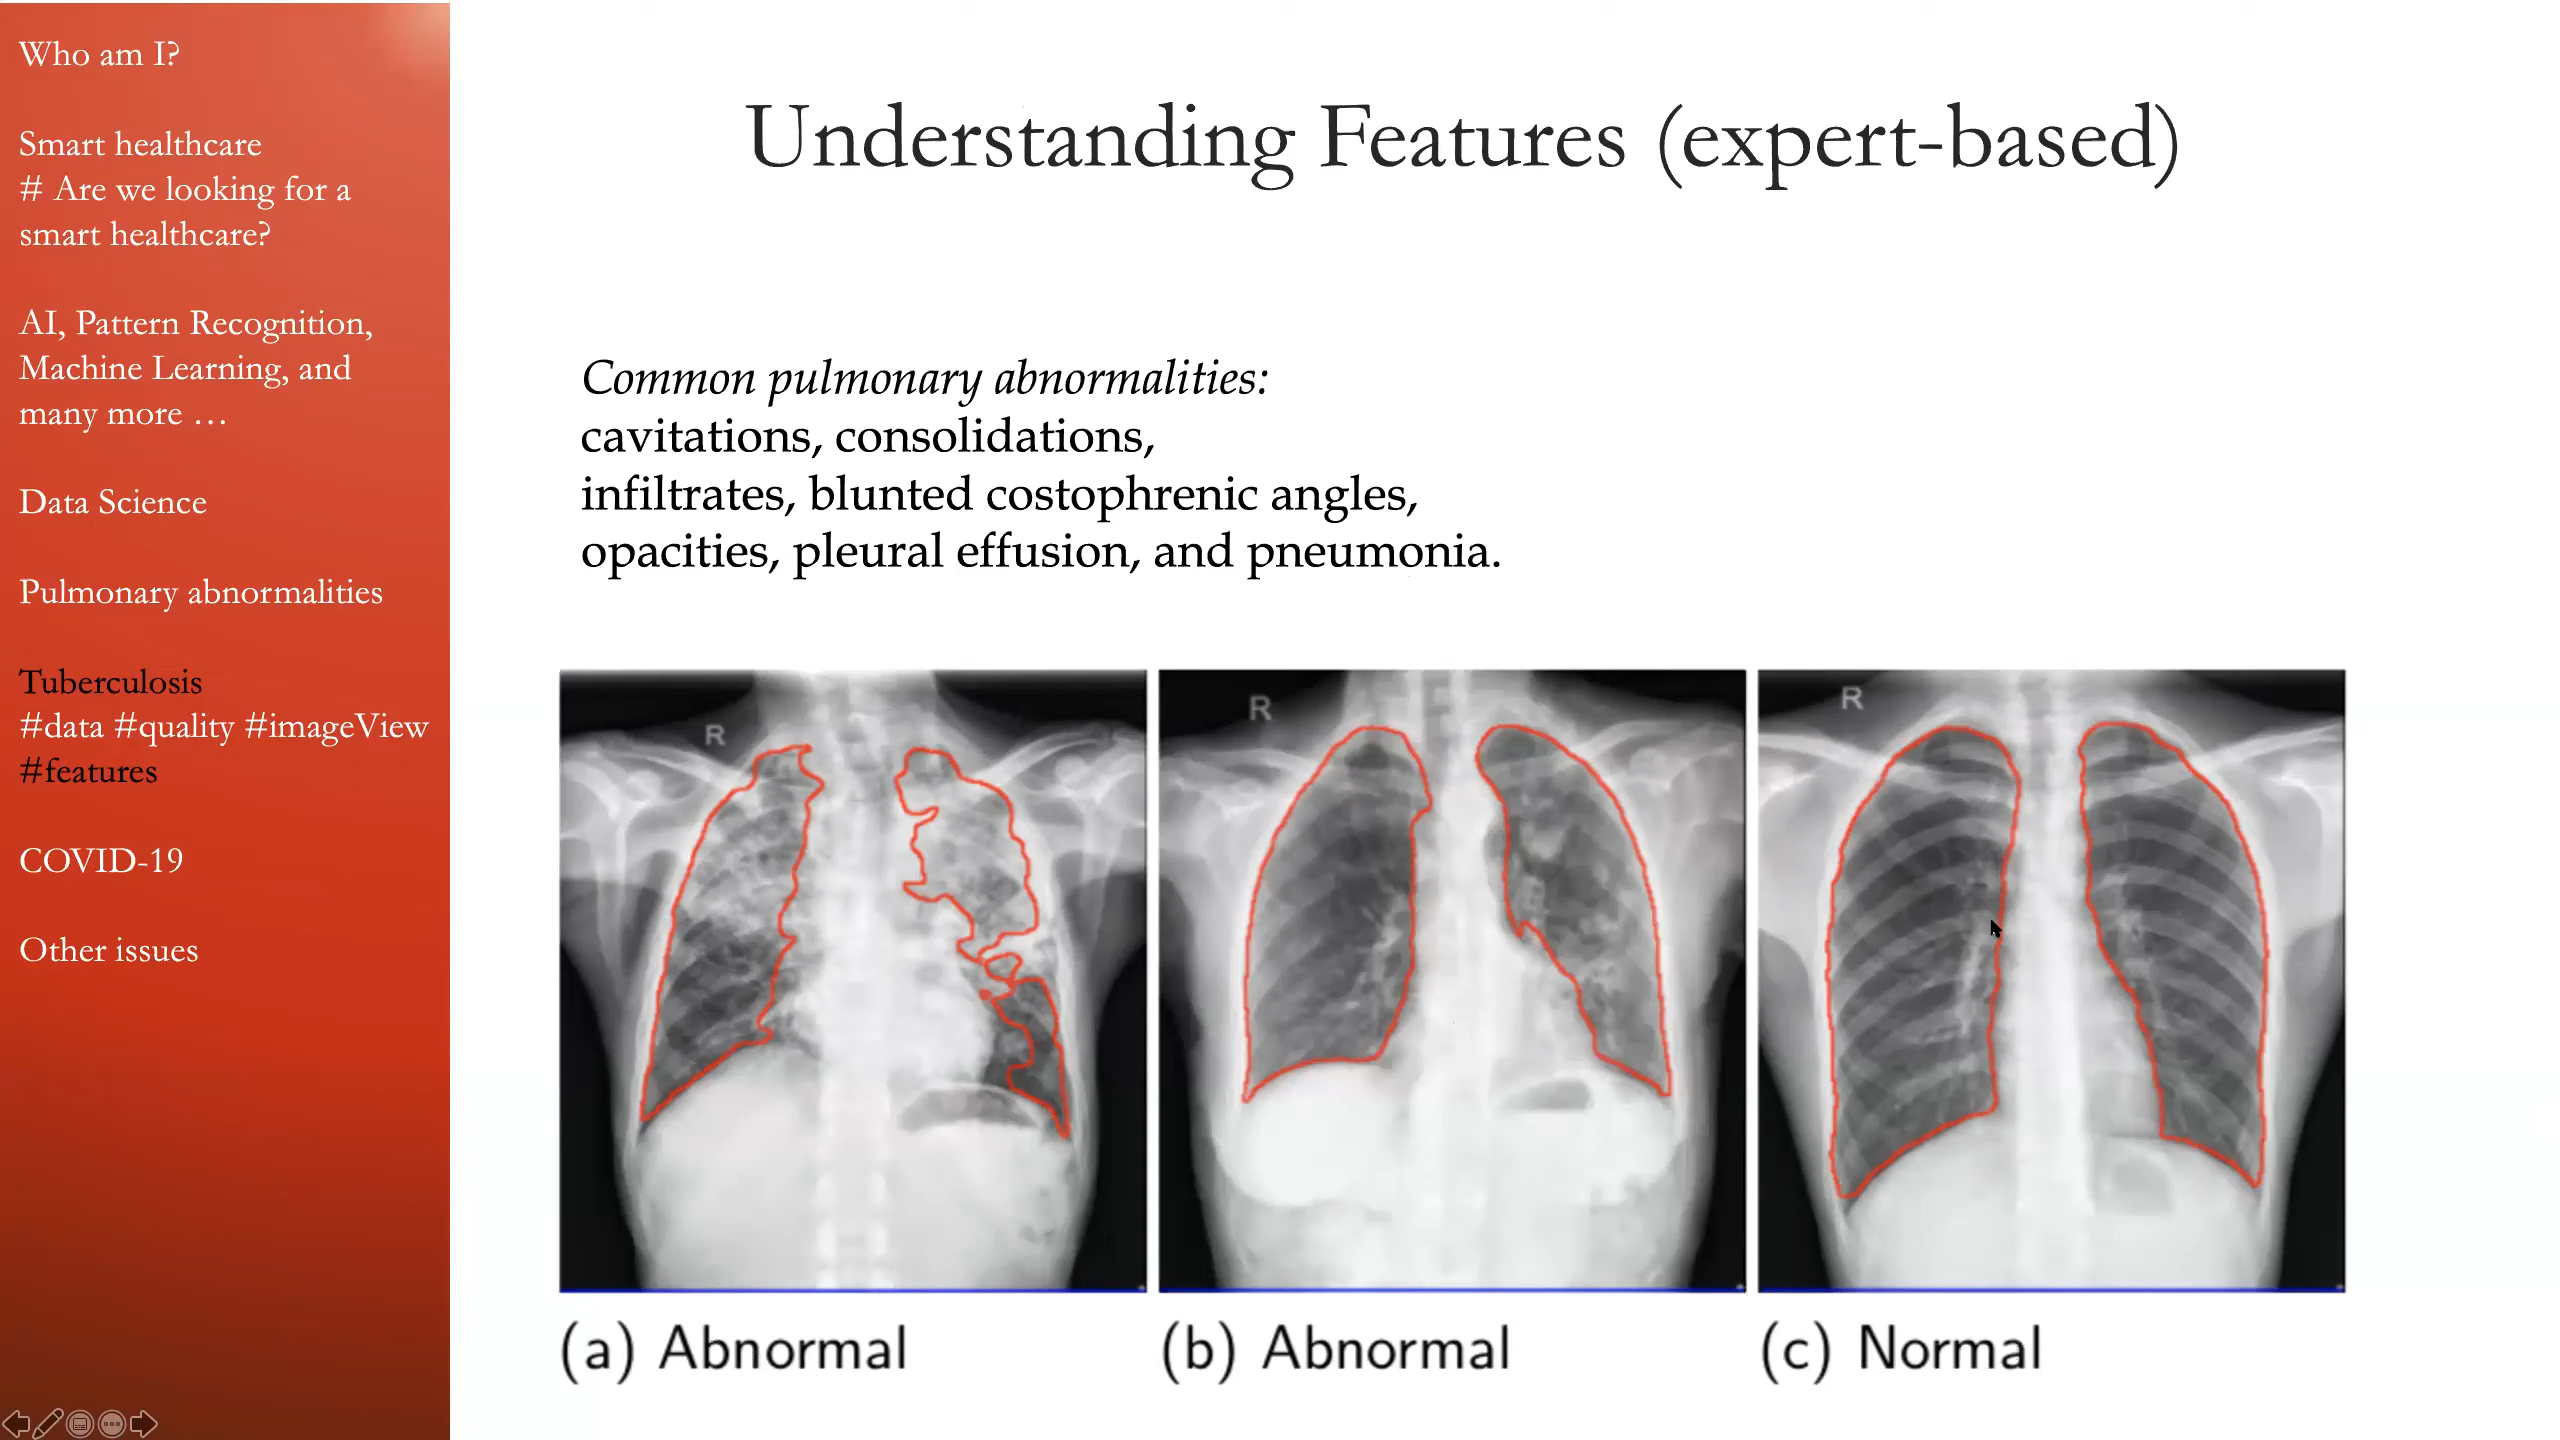 Who am I?
Smart healthcare
# Are we looking for a
smart healthcare?
AI, Pattern Recognition,
Machine Learning, and
many more …
Data Science
Pulmonary abnormalities
Tuberculosis
#data #quality #imageView
#features
COVID-19
Other issues
Understanding Features (expert-based)
Common pulmonary abnormalities:
cavitations, consolidations,
infiltrates, blunted costophrenic angles,
opacities, pleural effusion, and pneumonia.
R
R
R
(a) Abnormal
(b) Abnormal
(c) Normal